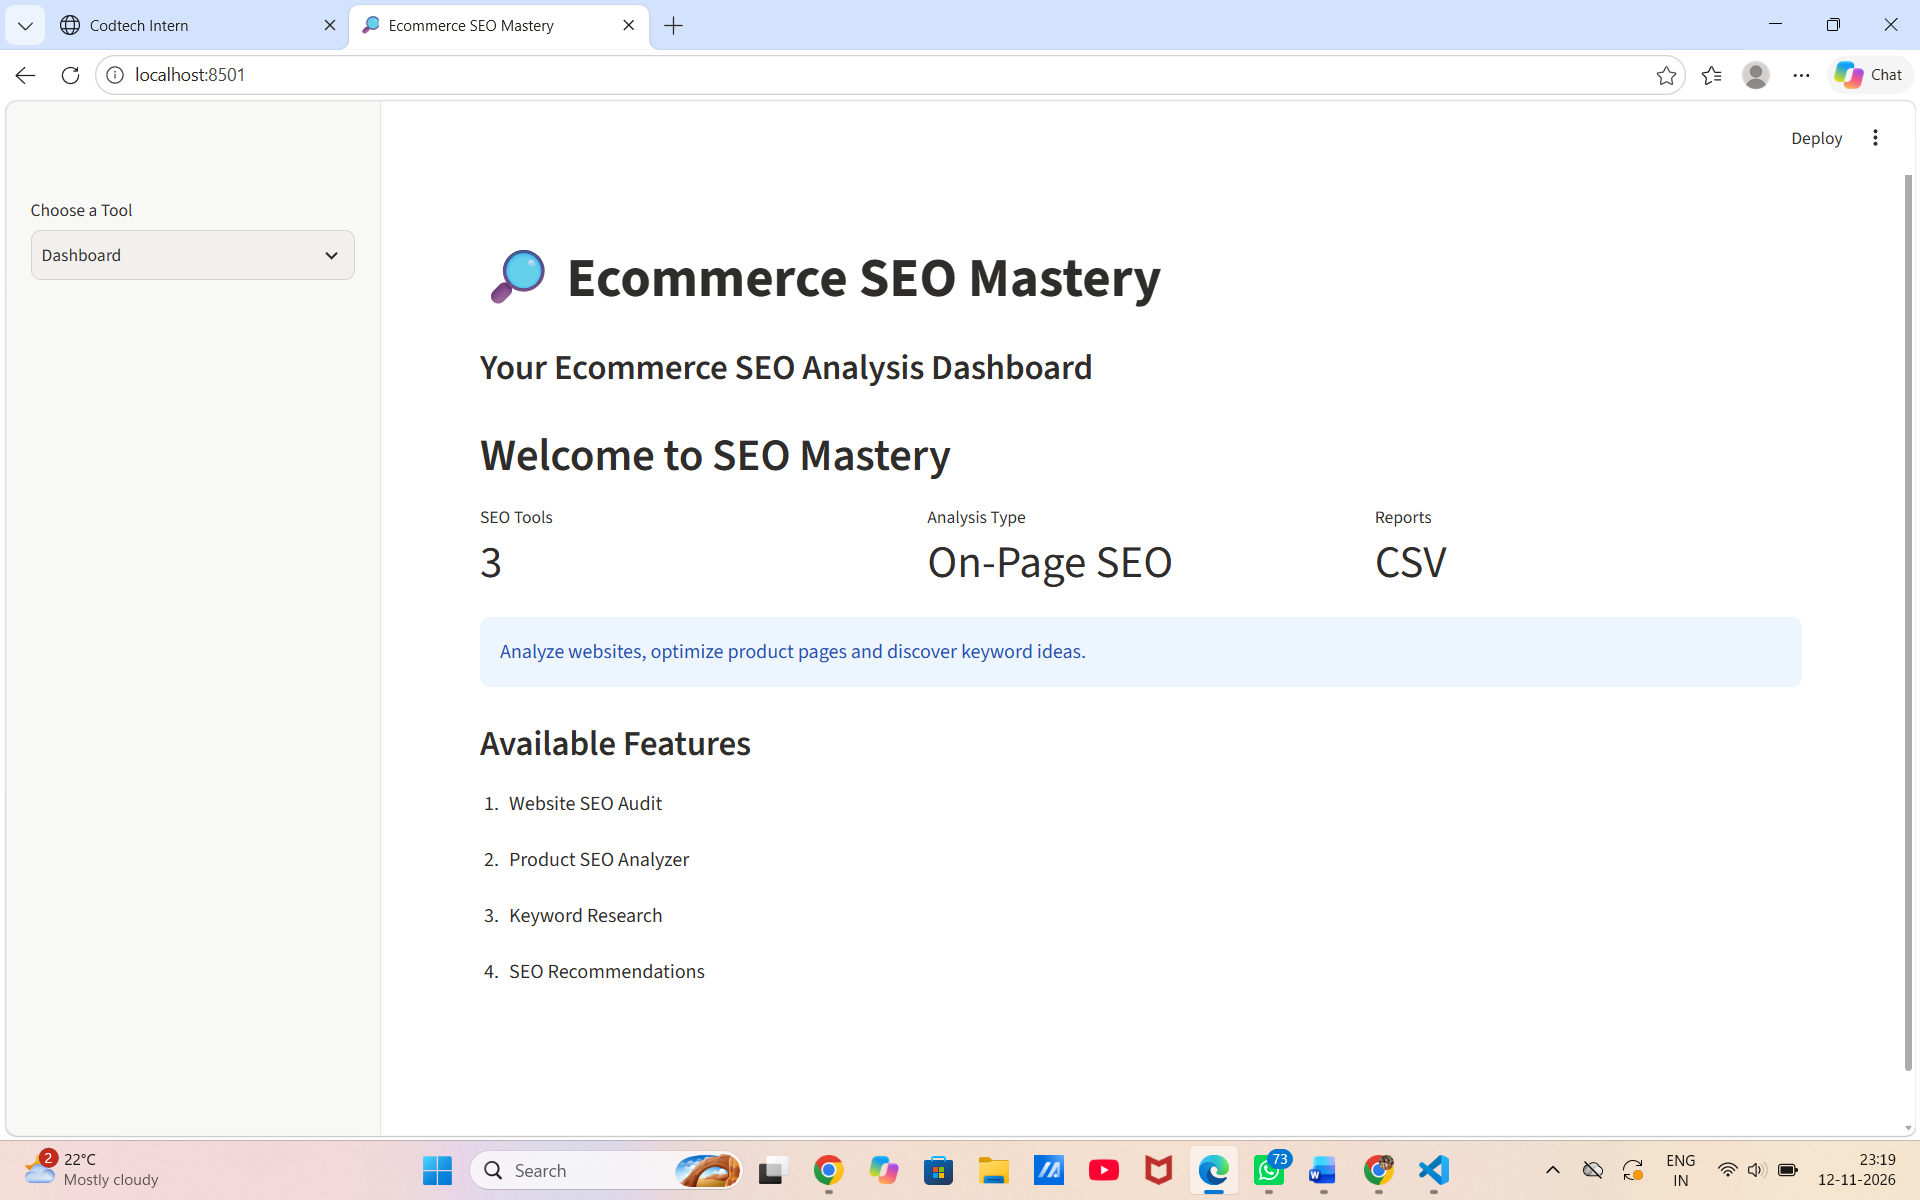 Codtech Intern
Ecommerce SEO Mastery
localhost:8501
Chat
Deploy
Choose a Tool
Dashboard
Ecommerce SEO Mastery
Your Ecommerce SEO Analysis Dashboard
Welcome to SEO Mastery
SEO Tools
3
Analysis Type
On-Page SEO
Reports
CSV
Analyze websites, optimize product pages and discover keyword ideas.
Available Features
1. Website SEO Audit
2. Product SEO Analyzer
3. Keyword Research
4. SEO Recommendations
2
22°C
Mostly cloudy
Search
73
W
ENG
IN
23:19
12-11-2026